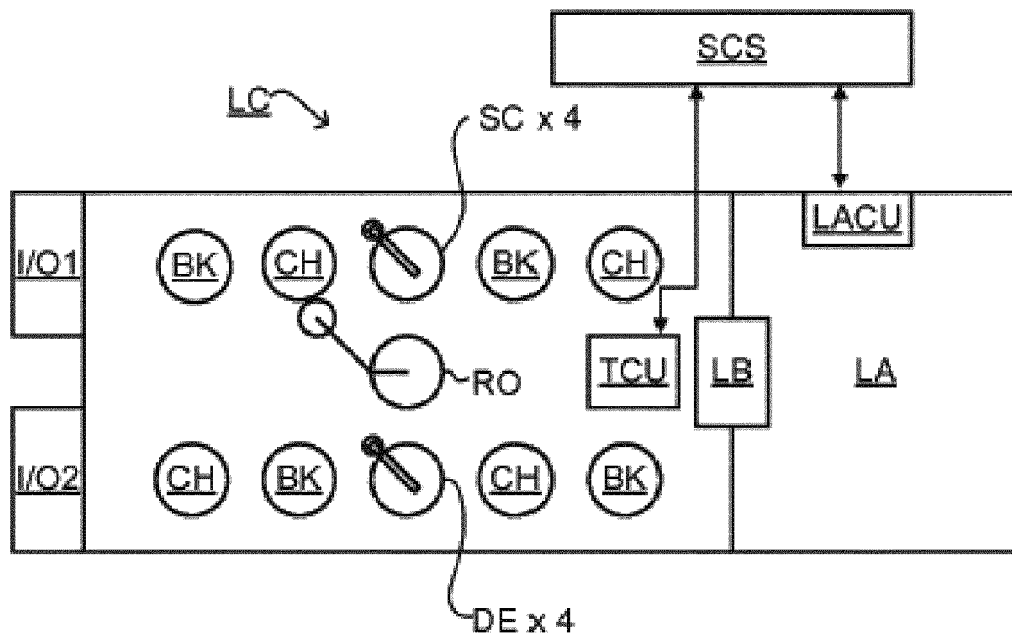 SCS
LC
SC x 4
LACU
I/O1
BK
CH
BK
CH
TCU
LB
LA
RO
I/O2
CH
BK
CH
BK
DE x 4